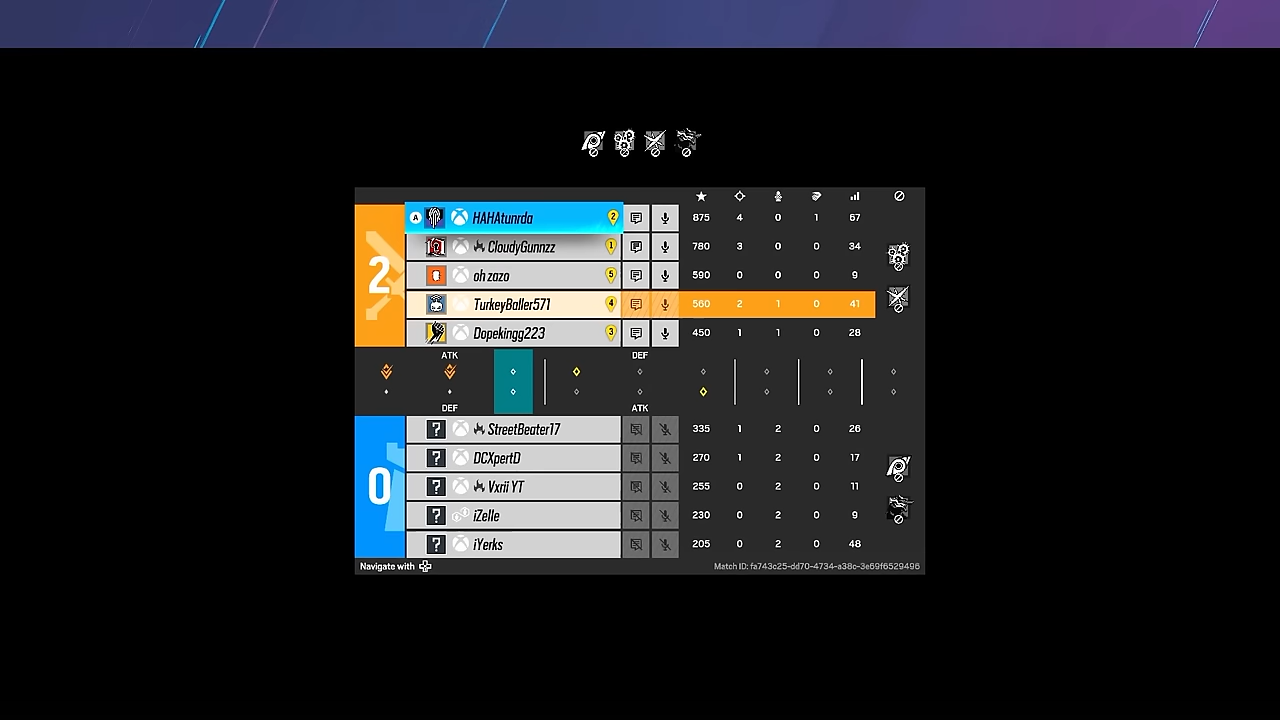 2
A HAHAtunrda 2 875 4 0 1 67
CloudyGunnzz 1 780 3 0 0 34
oh zazo 5 590 0 0 0 9
TurkeyBaller571 4 560 2 1 0 41
Dopekingg223 3 450 1 1 0 28
ATK DEF
DEF ATK
0
? StreetBeater17 335 1 2 0 26
? DCXpertD 270 1 2 0 17
? Vxrii YT 255 0 2 0 11
? iZelle 230 0 2 0 9
? iYerks 205 0 2 0 48
Navigate with Match ID: fa743c25-dd70-4734-a38c-3e69f6529496